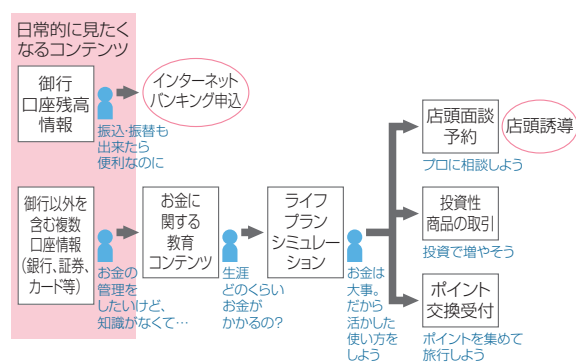 日常的に見たく
なるコンテンツ
御行
口座残高
情報
振込・振替も
出来たら
便利なのに
インターネット
バンキング申込
御行以外を
含む複数
口座情報
(銀行、証券、
カード等)
お金の
管理を
したいけど、
知識がなくて…
お金に
関する
教育
コンテンツ
生涯
どのくらい
お金が
かかるの?
ライフ
プラン
シミュレー
ション
お金は
大事。
だから
活かした
使い方を
しよう
店頭面談
予約
店頭誘導
プロに相談しよう
投資性
商品の取引
投資で増やそう
ポイント
交換受付
ポイントを集めて
旅行しよう